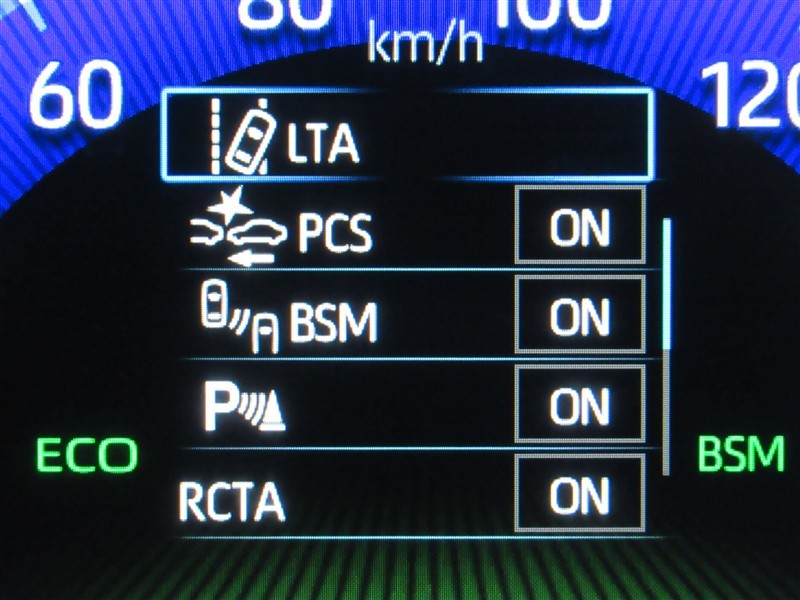 80
100
km/h
60
120
LTA
PCS ON
BSM ON
P ON
ECO
BSM
RCTA ON